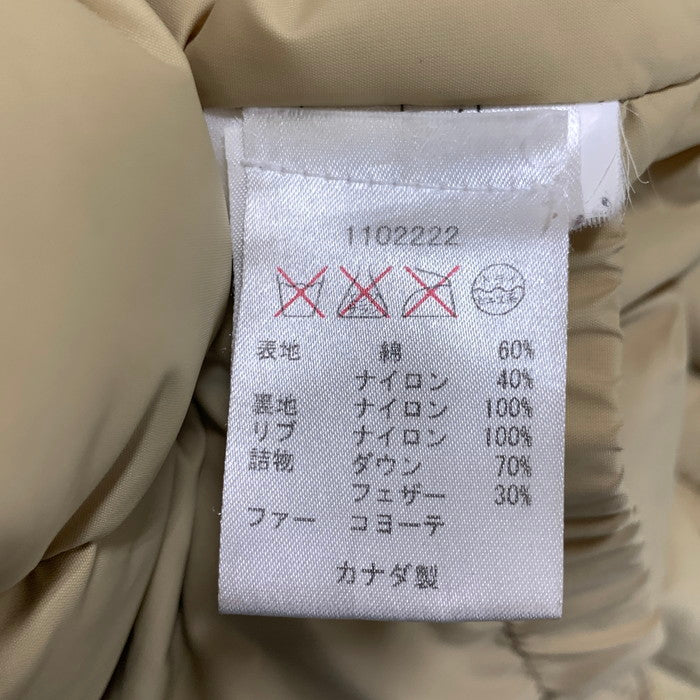 1102222
表地 綿 60%
ナイロン 40%
裏地 ナイロン 100%
リブ ナイロン 100%
詰物 ダウン 70%
フェザー 30%
ファー コヨーテ
カナダ製